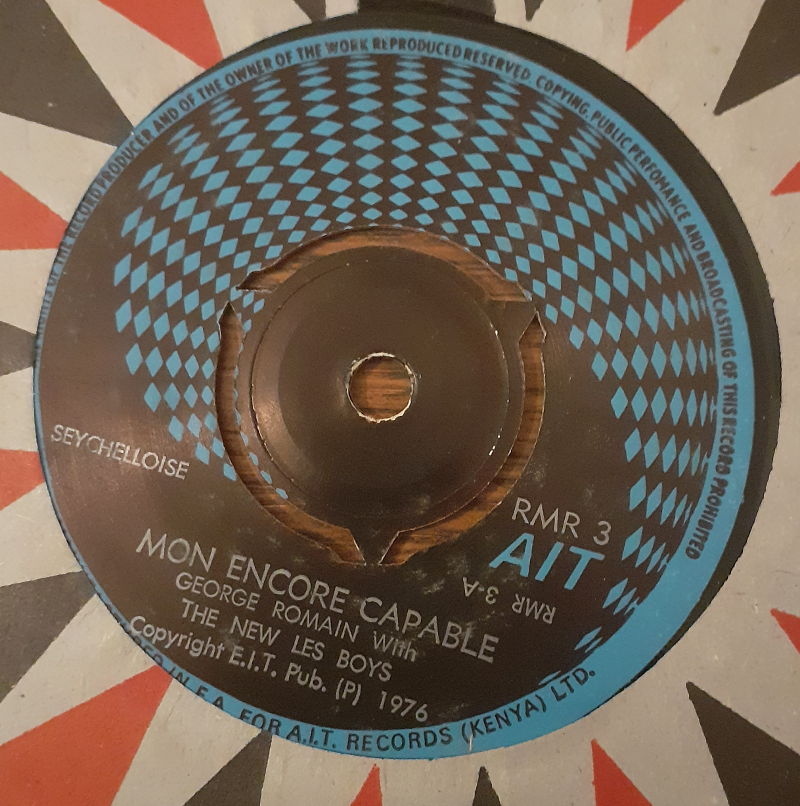 RECORD PRODUCER AND OF THE OWNER OF THE WORK REPRODUCED RESERVED. COPYING, PUBLIC PERFOMANCE AND BROADCASTING OF THIS RECORD PROHIBITED
SEYCHELLOISE
RMR 3
AIT
RMR 3-A
MON ENCORE CAPABLE
GEORGE ROMAIN With
THE NEW LES BOYS
Copyright E.I.T. Pub. (P) 1976
IN E.A. FOR A.I.T. RECORDS (KENYA) LTD.